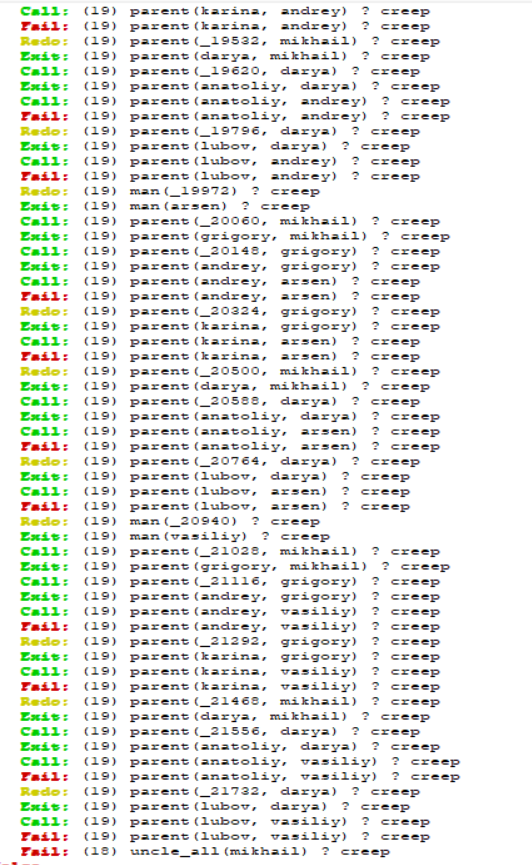 Call: (19) parent(karina, andrey) ? creep
Fail: (19) parent(karina, andrey) ? creep
Redo: (19) parent(_19532, mikhail) ? creep
Exit: (19) parent(darya, mikhail) ? creep
Call: (19) parent(_19620, darya) ? creep
Exit: (19) parent(anatoliy, darya) ? creep
Call: (19) parent(anatoliy, andrey) ? creep
Fail: (19) parent(anatoliy, andrey) ? creep
Redo: (19) parent(_19796, darya) ? creep
Exit: (19) parent(lubov, darya) ? creep
Call: (19) parent(lubov, andrey) ? creep
Fail: (19) parent(lubov, andrey) ? creep
Redo: (19) man(_19972) ? creep
Exit: (19) man(arsen) ? creep
Call: (19) parent(_20060, mikhail) ? creep
Exit: (19) parent(grigory, mikhail) ? creep
Call: (19) parent(_20148, grigory) ? creep
Exit: (19) parent(andrey, grigory) ? creep
Call: (19) parent(andrey, arsen) ? creep
Fail: (19) parent(andrey, arsen) ? creep
Redo: (19) parent(_20324, grigory) ? creep
Exit: (19) parent(karina, grigory) ? creep
Call: (19) parent(karina, arsen) ? creep
Fail: (19) parent(karina, arsen) ? creep
Redo: (19) parent(_20500, mikhail) ? creep
Exit: (19) parent(darya, mikhail) ? creep
Call: (19) parent(_20588, darya) ? creep
Exit: (19) parent(anatoliy, darya) ? creep
Call: (19) parent(anatoliy, arsen) ? creep
Fail: (19) parent(anatoliy, arsen) ? creep
Redo: (19) parent(_20764, darya) ? creep
Exit: (19) parent(lubov, darya) ? creep
Call: (19) parent(lubov, arsen) ? creep
Fail: (19) parent(lubov, arsen) ? creep
Redo: (19) man(_20940) ? creep
Exit: (19) man(vasiliy) ? creep
Call: (19) parent(_21028, mikhail) ? creep
Exit: (19) parent(grigory, mikhail) ? creep
Call: (19) parent(_21116, grigory) ? creep
Exit: (19) parent(andrey, grigory) ? creep
Call: (19) parent(andrey, vasiliy) ? creep
Fail: (19) parent(andrey, vasiliy) ? creep
Redo: (19) parent(_21292, grigory) ? creep
Exit: (19) parent(karina, grigory) ? creep
Call: (19) parent(karina, vasiliy) ? creep
Fail: (19) parent(karina, vasiliy) ? creep
Redo: (19) parent(_21468, mikhail) ? creep
Exit: (19) parent(darya, mikhail) ? creep
Call: (19) parent(_21556, darya) ? creep
Exit: (19) parent(anatoliy, darya) ? creep
Call: (19) parent(anatoliy, vasiliy) ? creep
Fail: (19) parent(anatoliy, vasiliy) ? creep
Redo: (19) parent(_21732, darya) ? creep
Exit: (19) parent(lubov, darya) ? creep
Call: (19) parent(lubov, vasiliy) ? creep
Fail: (19) parent(lubov, vasiliy) ? creep
Fail: (18) uncle_all(mikhail) ? creep